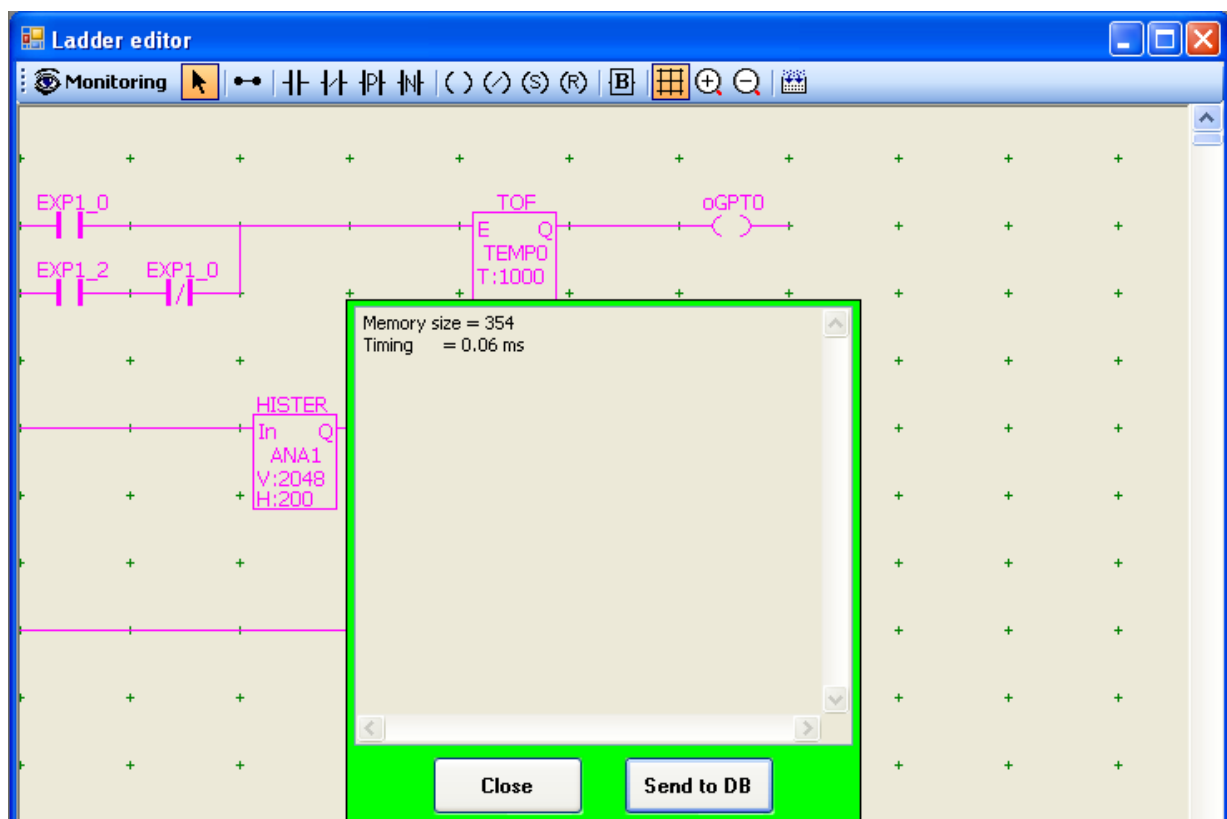 Ladder editor
Monitoring P N ( ) (/) (S) (R) B
EXP1_0 TOF oGPT0
E Q
TEMP0
T:1000
EXP1_2 EXP1_0
Memory size = 354
Timing = 0.06 ms
HISTER
In Q
ANA1
V:2048
H:200
Close Send to DB